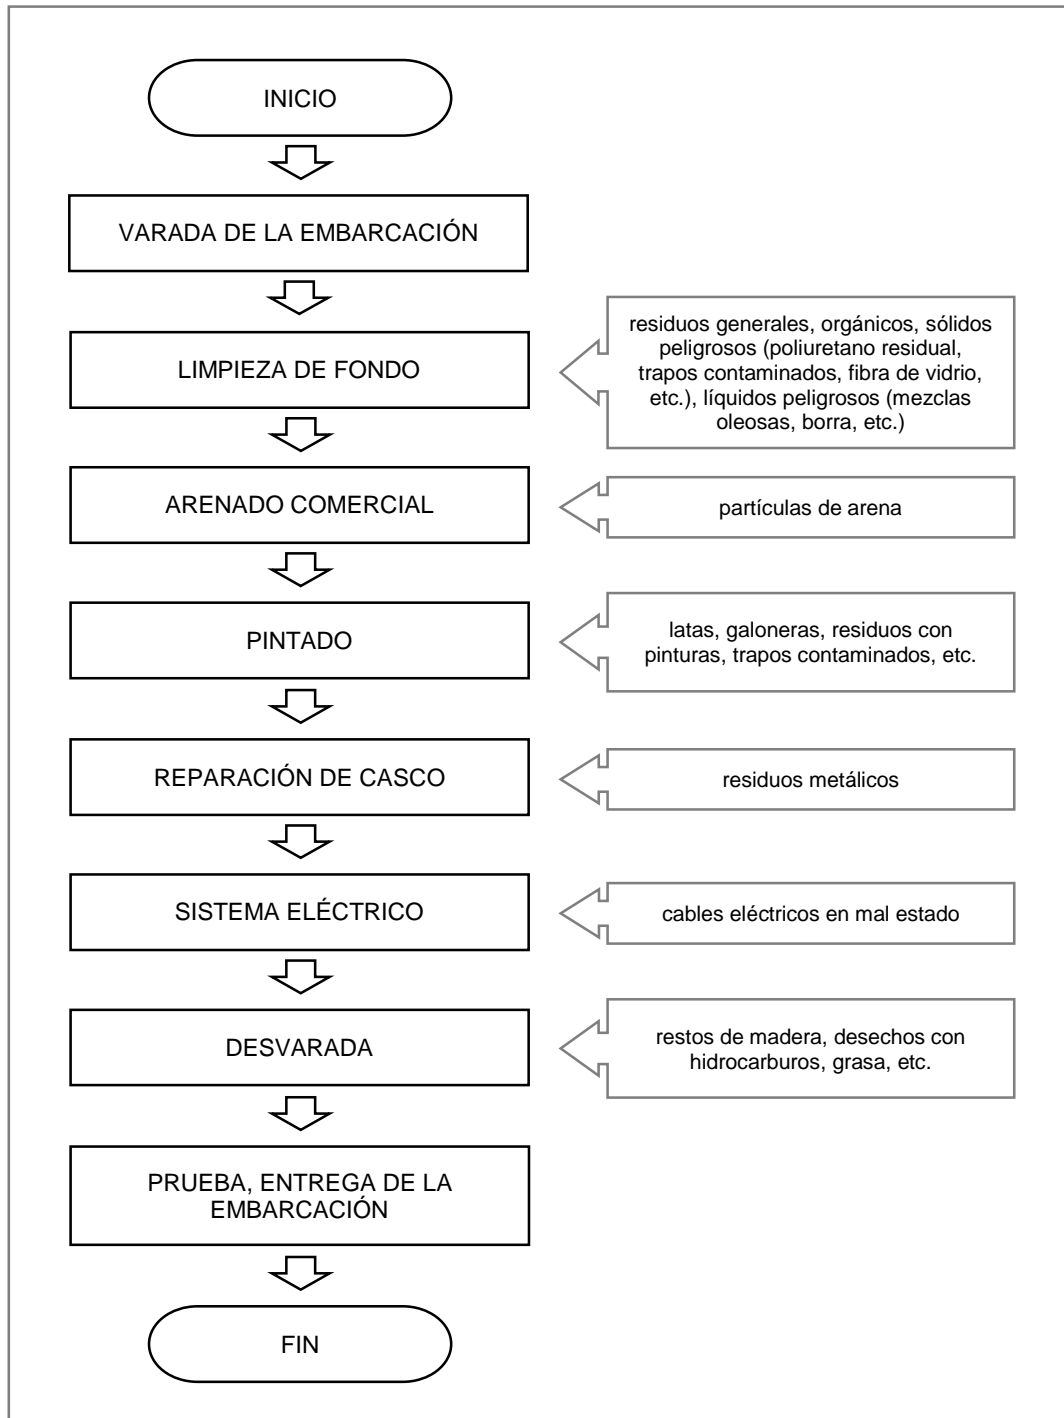 INICIO
VARADA DE LA EMBARCACIÓN
LIMPIEZA DE FONDO
residuos generales, orgánicos, sólidos
peligrosos (poliuretano residual,
trapos contaminados, fibra de vidrio,
etc.), líquidos peligrosos (mezclas
oleosas, borra, etc.)
ARENADO COMERCIAL
partículas de arena
PINTADO
latas, galoneras, residuos con
pinturas, trapos contaminados, etc.
REPARACIÓN DE CASCO
residuos metálicos
SISTEMA ELÉCTRICO
cables eléctricos en mal estado
DESVARADA
restos de madera, desechos con
hidrocarburos, grasa, etc.
PRUEBA, ENTREGA DE LA
EMBARCACIÓN
FIN